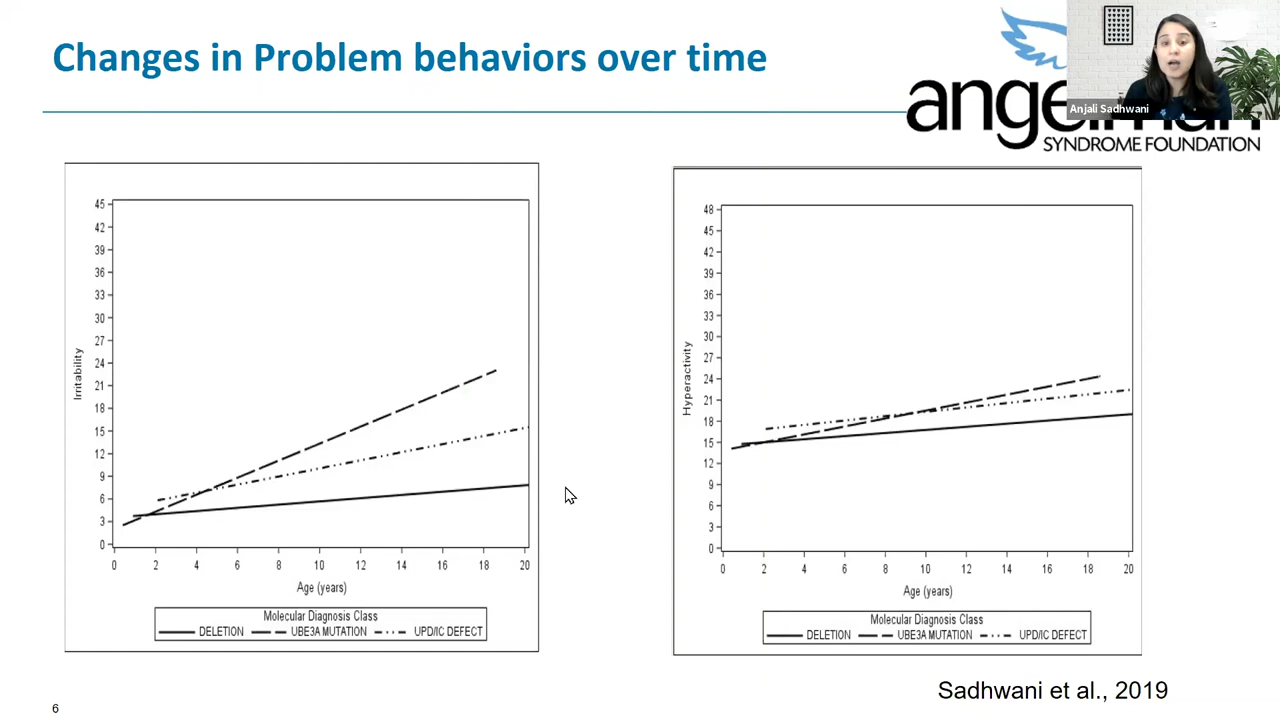 Changes in Problem behaviors over time
Anjali Sadhwani
angelman
SYNDROME FOUNDATION
45
42
39
36
33
30
27
24
21
18
15
12
9
6
3
0
Irritability
0 2 4 6 8 10 12 14 16 18 20
Age (years)
Molecular Diagnosis Class
DELETION UBE3A MUTATION UPD/IC DEFECT
48
45
42
39
36
33
30
27
24
21
18
15
12
9
6
3
0
Hyperactivity
0 2 4 6 8 10 12 14 16 18 20
Age (years)
Molecular Diagnosis Class
DELETION UBE3A MUTATION UPD/IC DEFECT
Sadhwani et al., 2019
6